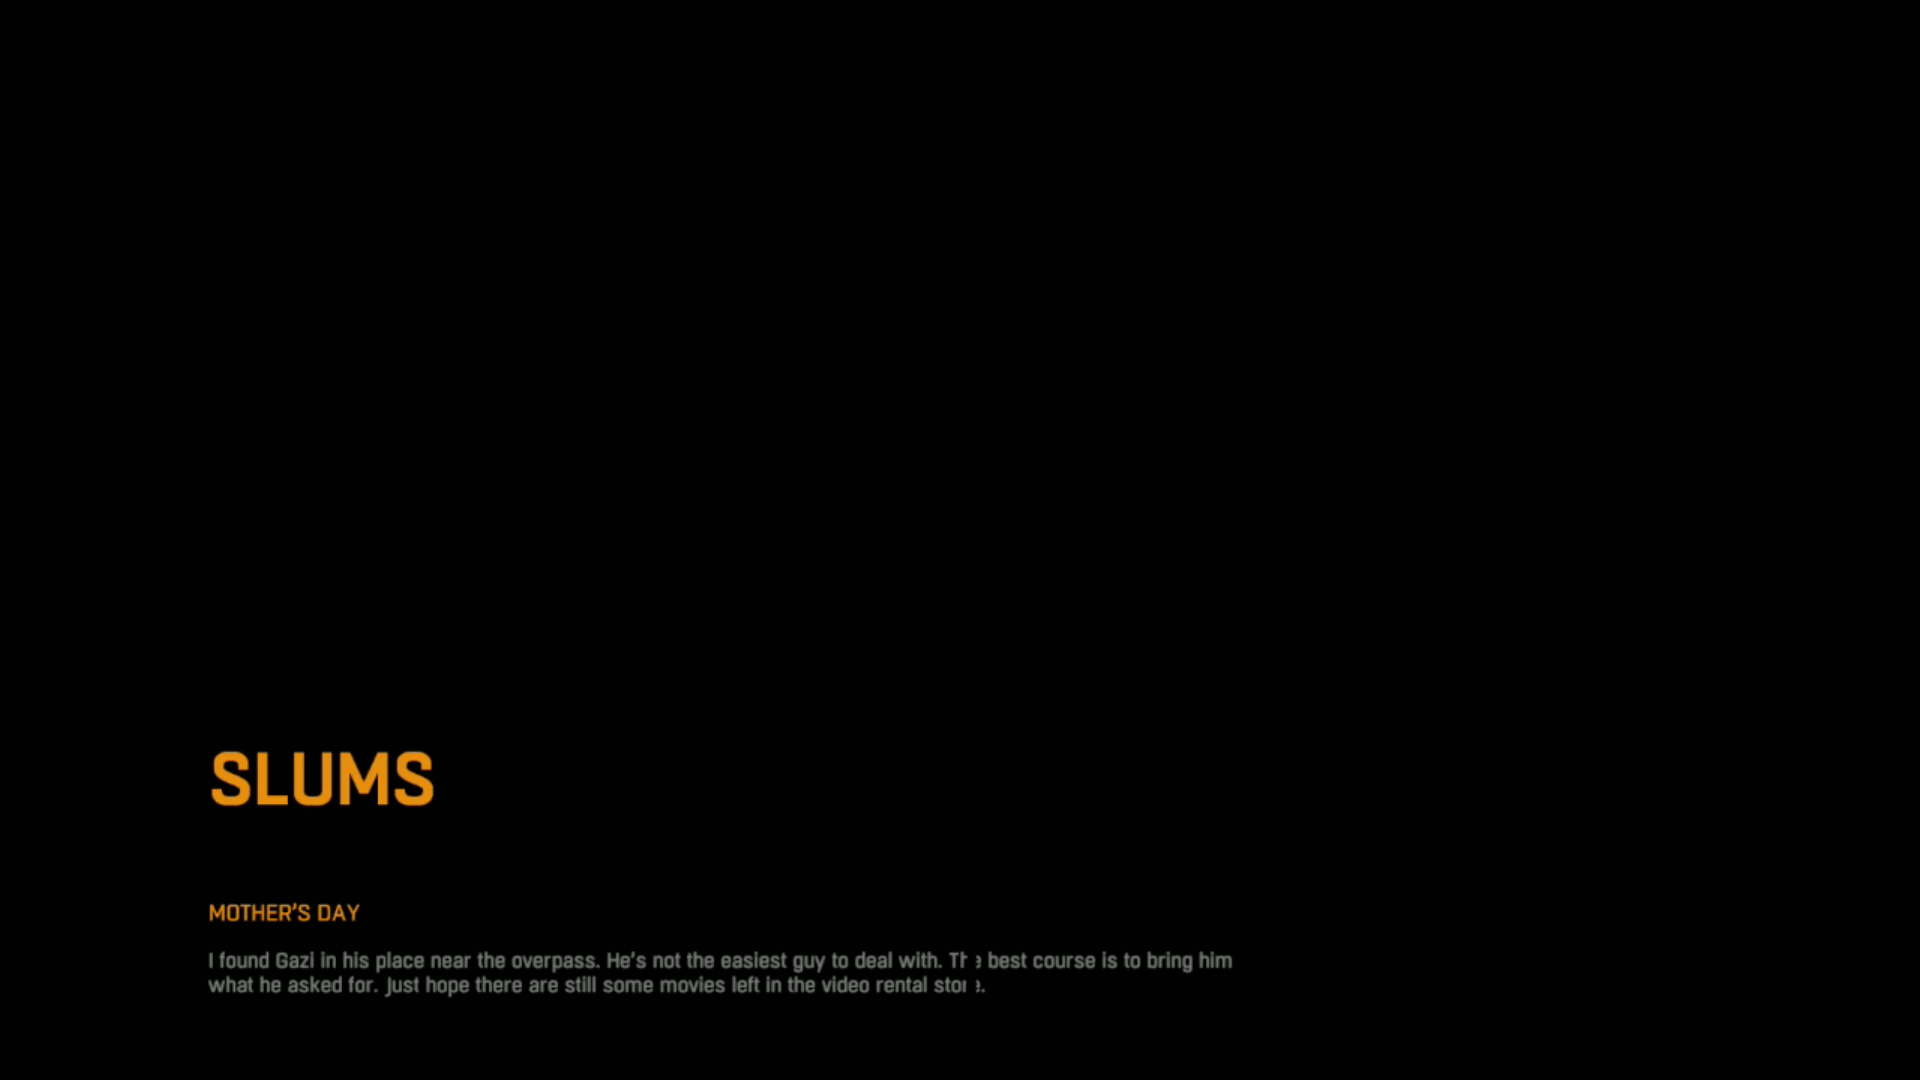 SLUMS
MOTHER'S DAY
I found Gazi in his place near the overpass. He's not the easiest guy to deal with. The best course is to bring him
what he asked for. Just hope there are still some movies left in the video rental store.